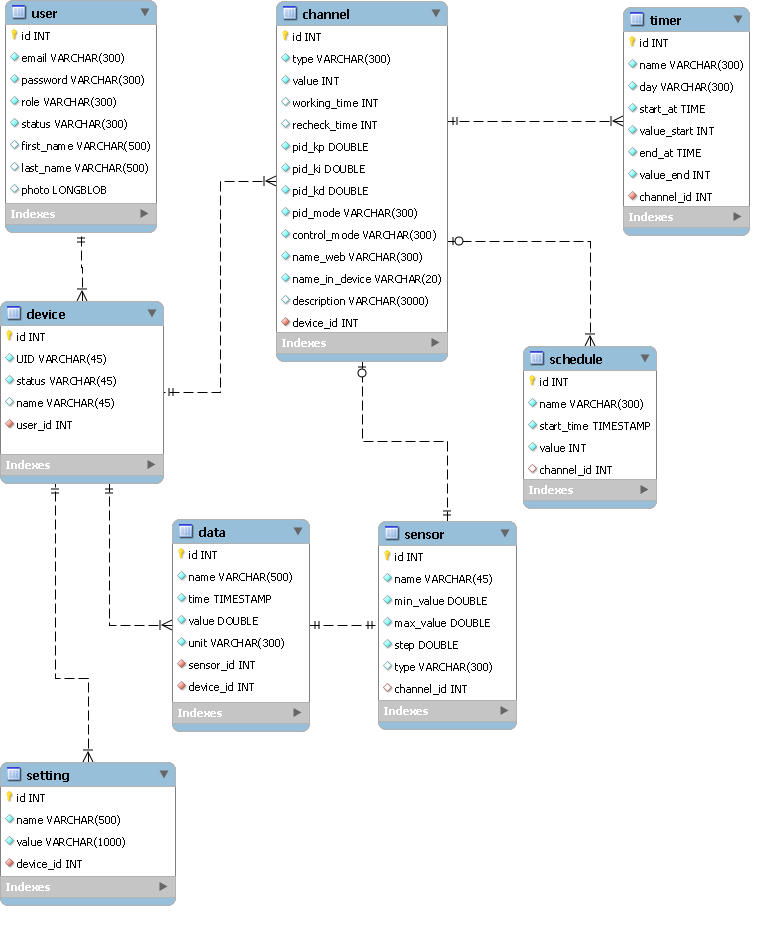 user
id INT
email VARCHAR(300)
password VARCHAR(300)
role VARCHAR(300)
status VARCHAR(300)
first_name VARCHAR(500)
last_name VARCHAR(500)
photo LONGBLOB
Indexes
channel
id INT
type VARCHAR(300)
value INT
working_time INT
recheck_time INT
pid_kp DOUBLE
pid_ki DOUBLE
pid_kd DOUBLE
pid_mode VARCHAR(300)
control_mode VARCHAR(300)
name_web VARCHAR(300)
name_in_device VARCHAR(20)
description VARCHAR(3000)
device_id INT
Indexes
timer
id INT
name VARCHAR(300)
day VARCHAR(300)
start_at TIME
value_start INT
end_at TIME
value_end INT
channel_id INT
Indexes
device
id INT
UID VARCHAR(45)
status VARCHAR(45)
name VARCHAR(45)
user_id INT
Indexes
schedule
id INT
name VARCHAR(300)
start_time TIMESTAMP
value INT
channel_id INT
Indexes
data
id INT
name VARCHAR(500)
time TIMESTAMP
value DOUBLE
unit VARCHAR(300)
sensor_id INT
device_id INT
Indexes
sensor
id INT
name VARCHAR(45)
min_value DOUBLE
max_value DOUBLE
step DOUBLE
type VARCHAR(300)
channel_id INT
Indexes
setting
id INT
name VARCHAR(500)
value VARCHAR(1000)
device_id INT
Indexes